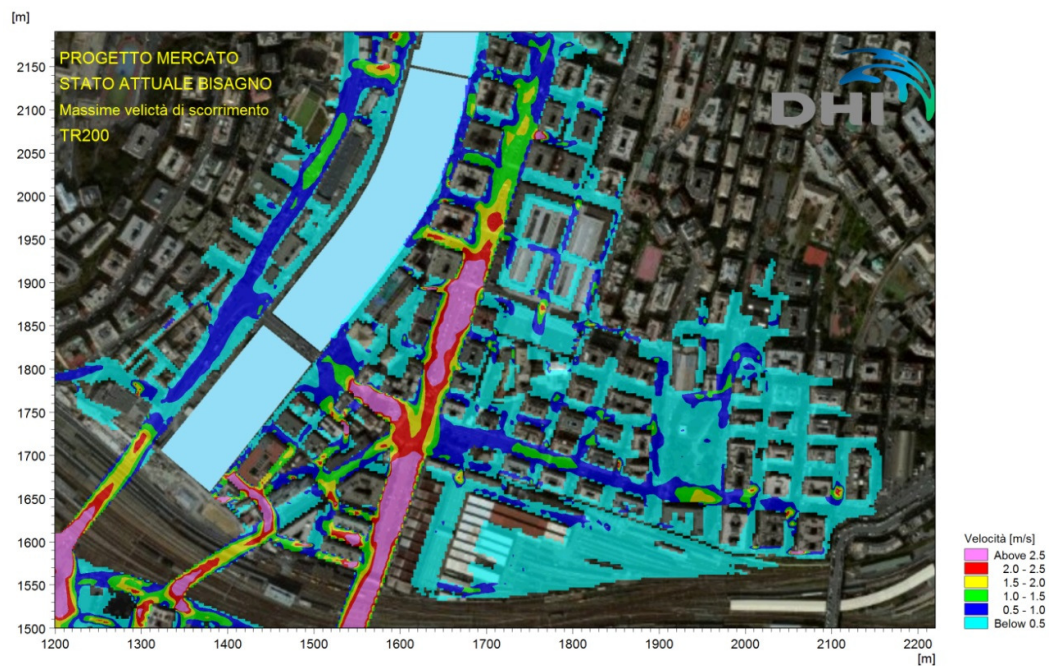 [m]
PROGETTO MERCATO
STATO ATTUALE BISAGNO
Massime velictà di scorrimento
TR200
DHI
2150
2100
2050
2000
1950
1900
1850
1800
1750
1700
1650
1600
1550
1500
1200 1300 1400 1500 1600 1700 1800 1900 2000 2100 2200
[m]
Velocità [m/s]
Above 2.5
2.0 - 2.5
1.5 - 2.0
1.0 - 1.5
0.5 - 1.0
Below 0.5